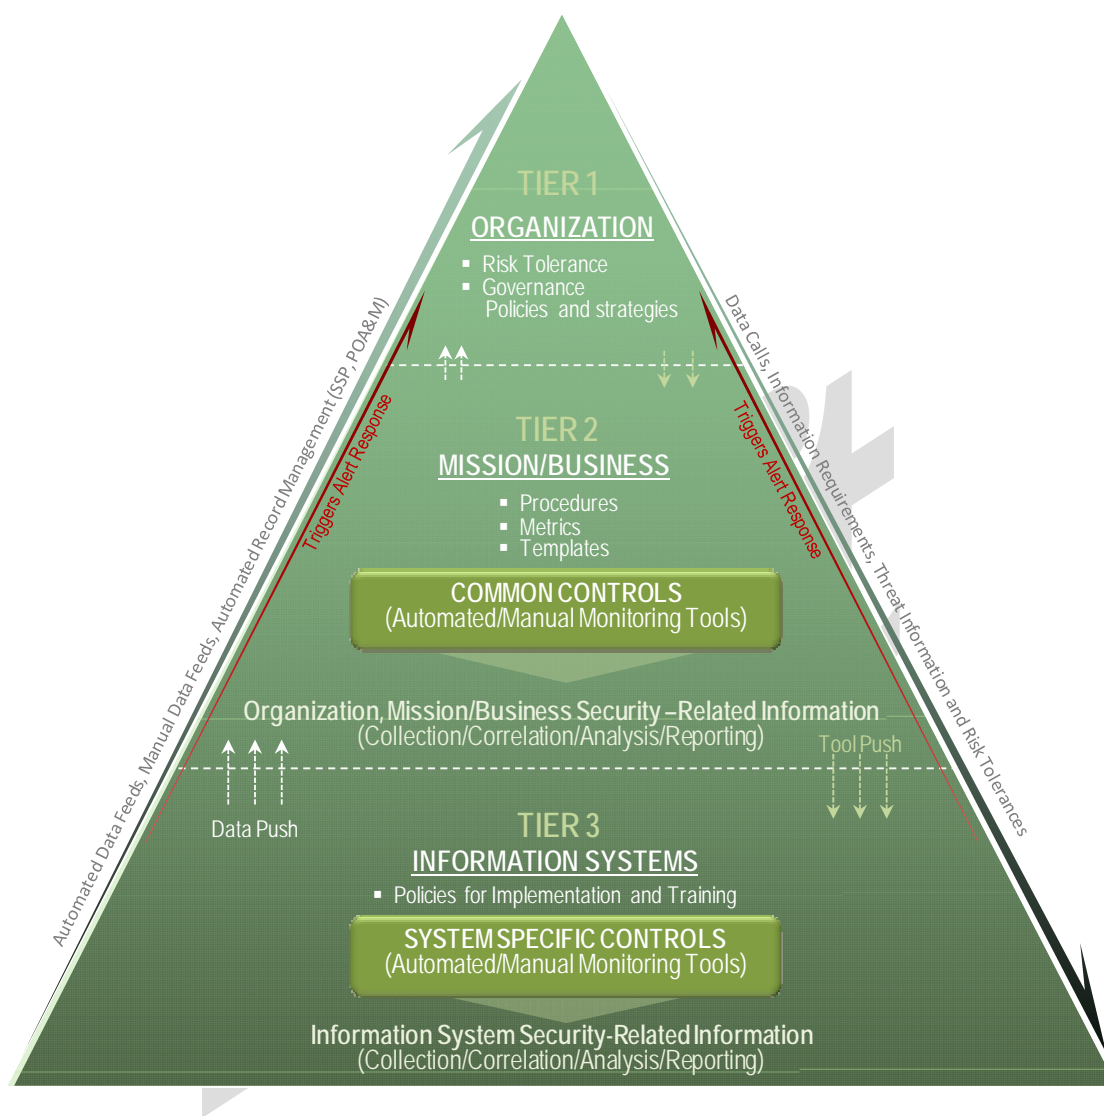 TIER 1
ORGANIZATION
▪ Risk Tolerance
▪ Governance
Policies and strategies
Automated Data Feeds, Manual Data Feeds, Automated Record Management (SSP, POA&M)
Triggers Alert Response
Data Calls, Information Requirements, Threat Information and Risk Tolerances
Triggers Alert Response
TIER 2
MISSION/BUSINESS
▪ Procedures
▪ Metrics
▪ Templates
COMMON CONTROLS
(Automated/Manual Monitoring Tools)
Organization, Mission/Business Security –Related Information
(Collection/Correlation/Analysis/Reporting)
Tool Push
Data Push
TIER 3
INFORMATION SYSTEMS
▪ Policies for Implementation and Training
SYSTEM SPECIFIC CONTROLS
(Automated/Manual Monitoring Tools)
Information System Security-Related Information
(Collection/Correlation/Analysis/Reporting)